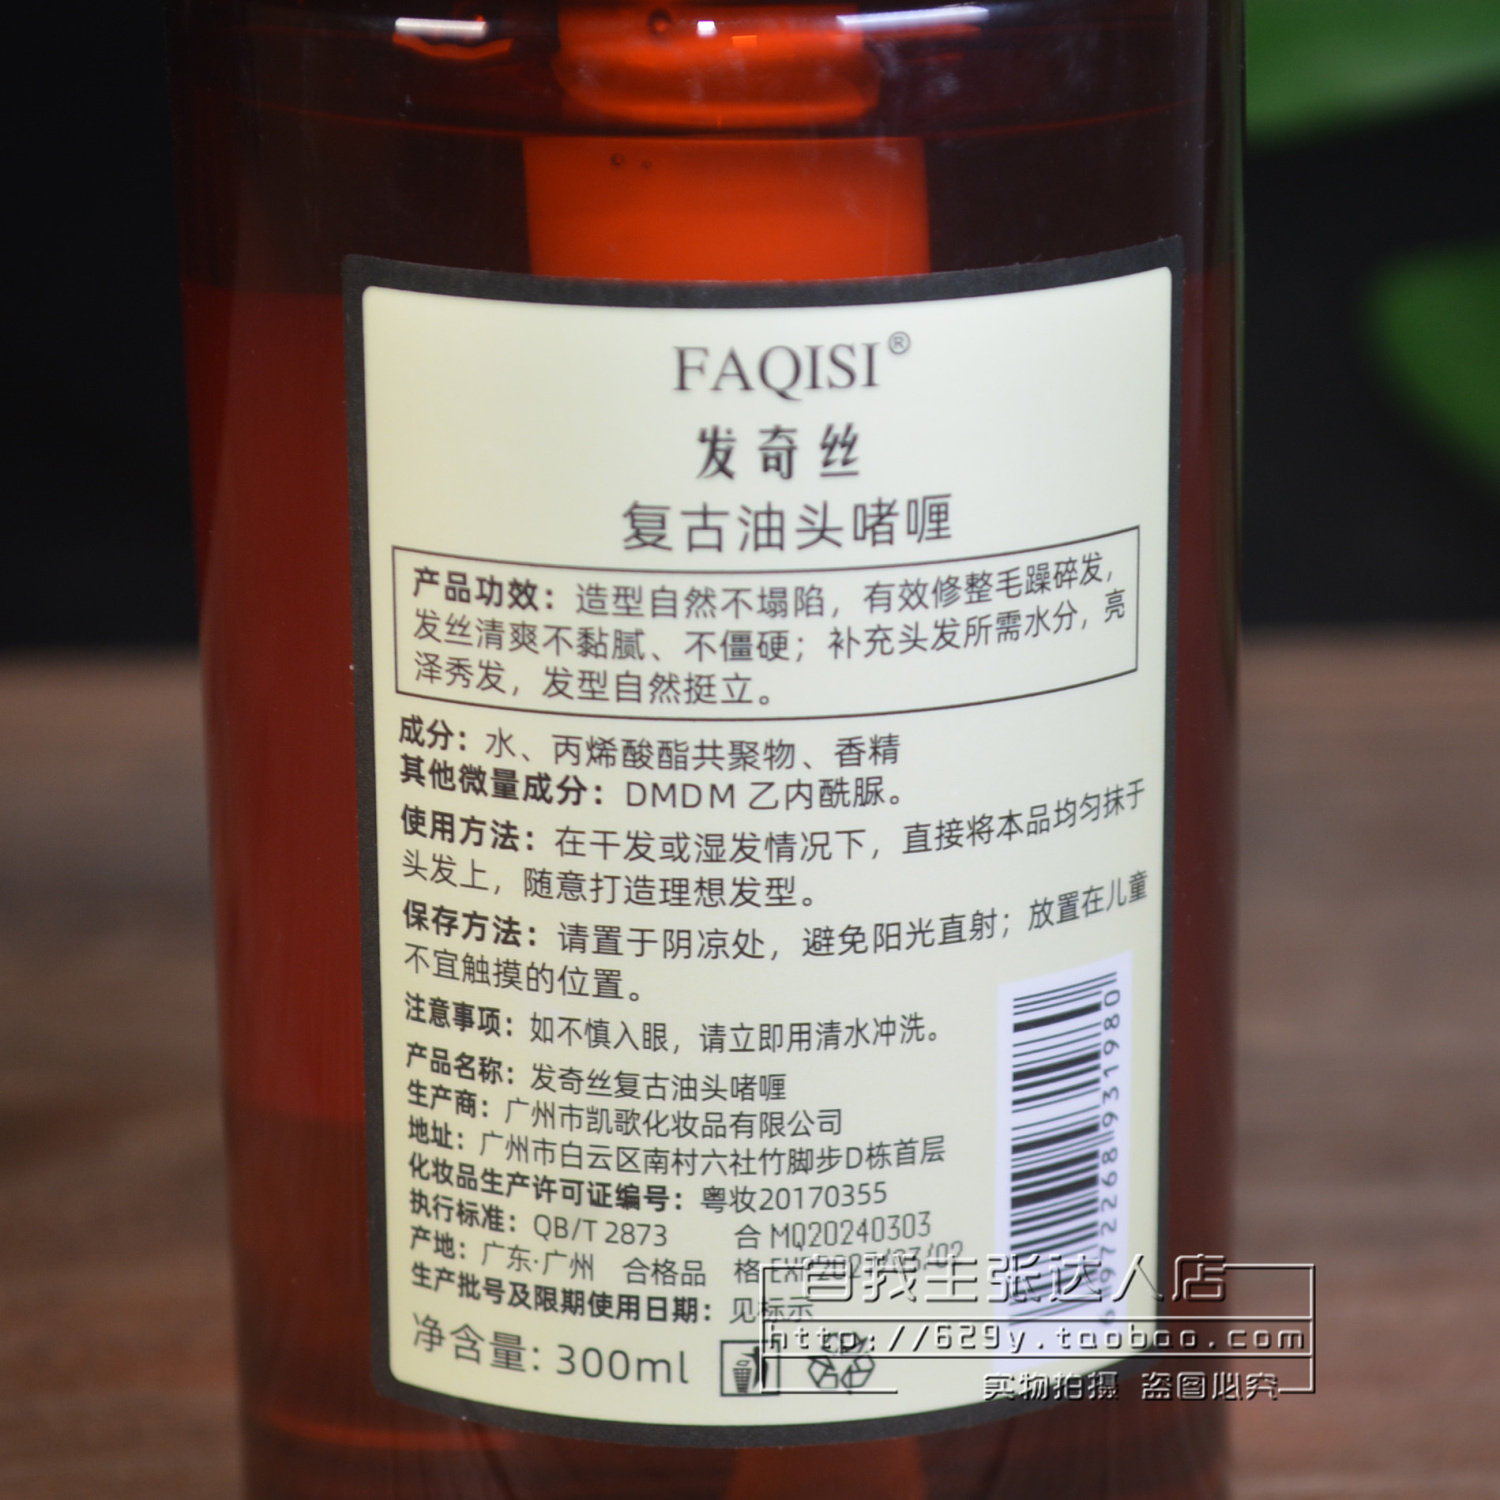 FAQISI®
发奇丝
复古油头啫喱
产品功效：造型自然不塌陷，有效修整毛躁碎发，
发丝清爽不黏腻、不僵硬；补充头发所需水分，亮
泽秀发，发型自然挺立。
成分：水、丙烯酸酯共聚物、香精
其他微量成分：DMDM 乙内酰脲。
使用方法：在干发或湿发情况下，直接将本品均匀抹于
头发上，随意打造理想发型。
保存方法：请置于阴凉处，避免阳光直射；放置在儿童
不宜触摸的位置。
注意事项：如不慎入眼，请立即用清水冲洗。
产品名称：发奇丝复古油头啫喱
生产商：广州市凯歌化妆品有限公司
地址：广州市白云区南村六社竹脚步D栋首层
化妆品生产许可证编号：粤妆20170355
执行标准：QB/T 2873 合 MQ20240303
产地：广东·广州 合格品 格
生产批号及限期使用日期：见标示
净含量：300ml
6972268931980
自我主张达人店
http://629y.taobao.com
实物拍摄 盗图必究